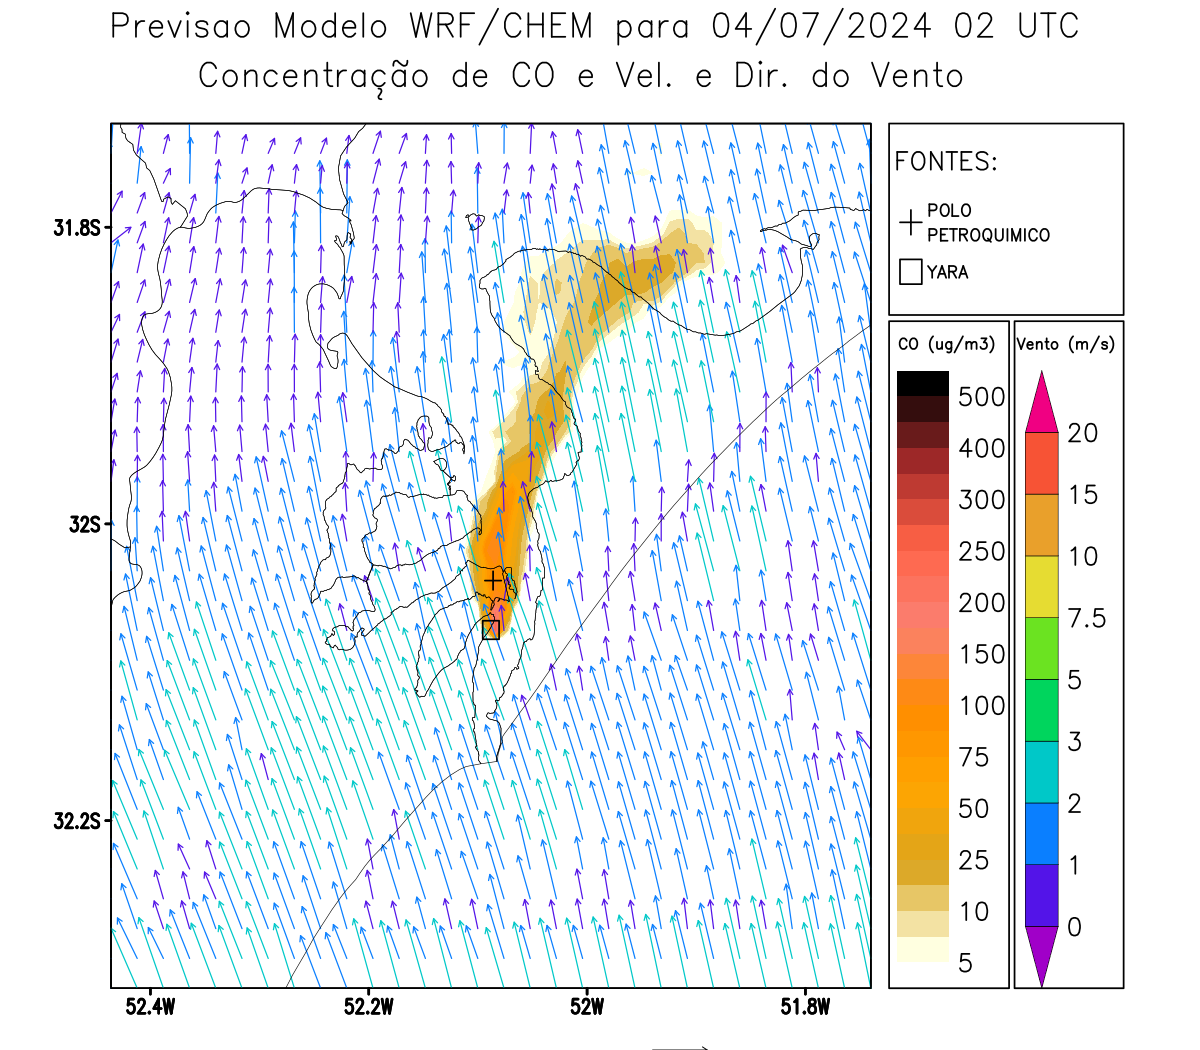 Previsao Modelo WRF/CHEM para 04/07/2024 02 UTC
Concentração de CO e Vel. e Dir. do Vento
FONTES:
POLO
PETROQUIMICO
YARA
31.8S
32S
32.2S
52.4W
52.2W
52W
51.8W
CO (ug/m3)
500
400
300
250
200
150
100
75
50
25
10
5
Vento (m/s)
20
15
10
7.5
5
3
2
1
0